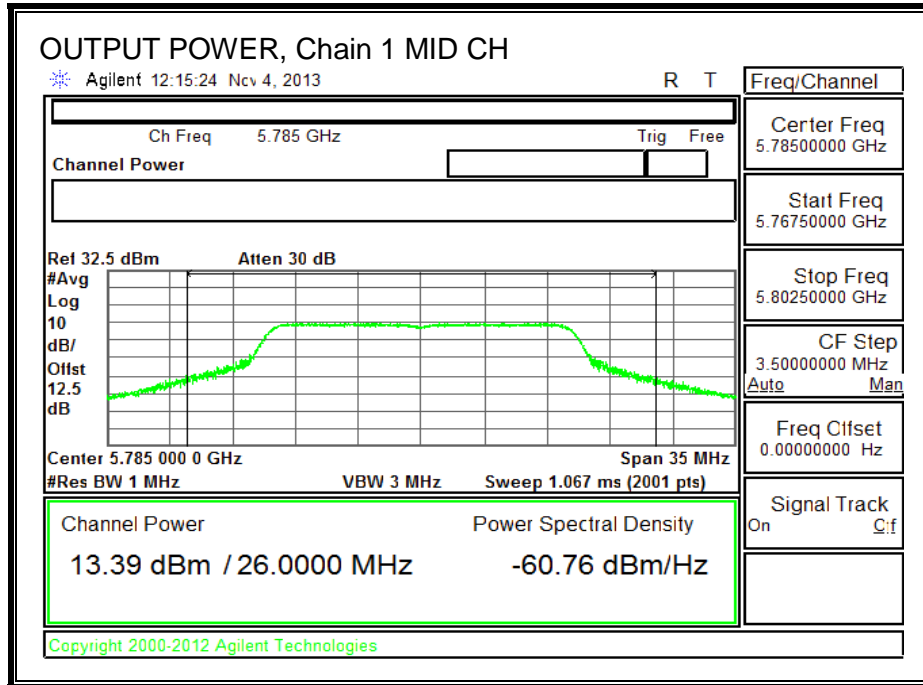 OUTPUT POWER, Chain 1 MID CH
Agilent 12:15:24 Nov 4, 2013 R T
Freq/Channel
Ch Freq 5.785 GHz Trig Free
Channel Power
Center Freq
5.78500000 GHz
Start Freq
5.76750000 GHz
Stop Freq
5.80250000 GHz
CF Step
3.50000000 MHz
Auto Man
Freq Offset
0.00000000 Hz
Signal Track
On Off
Ref 32.5 dBm Atten 30 dB
#Avg
Log
10
dB/
Offst
12.5
dB
Center 5.785 000 0 GHz Span 35 MHz
#Res BW 1 MHz VBW 3 MHz Sweep 1.067 ms (2001 pts)
Channel Power Power Spectral Density
13.39 dBm / 26.0000 MHz -60.76 dBm/Hz
Copyright 2000-2012 Agilent Technologies